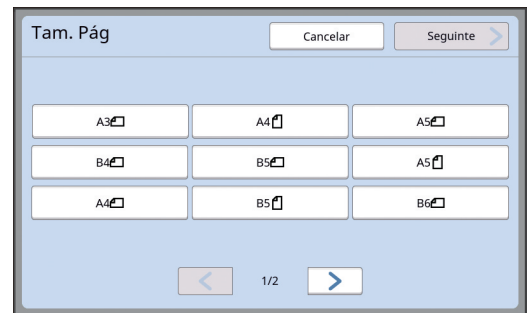 Tam. Pág
Cancelar
Seguinte
A3 A4 A5
B4 B5 A5
A4 B5 B6
1/2